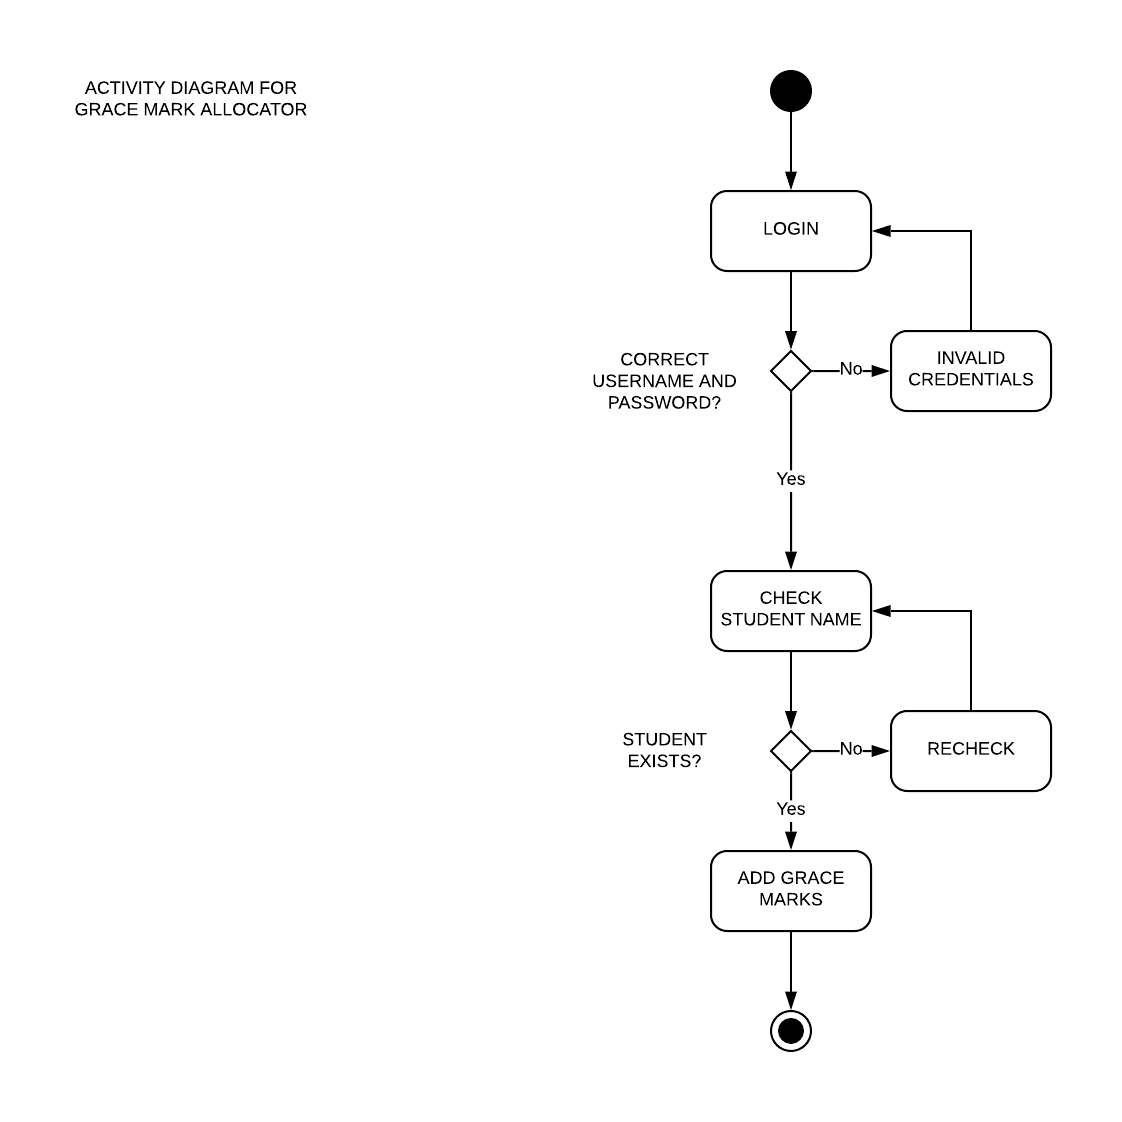 ACTIVITY DIAGRAM FOR
GRACE MARK ALLOCATOR
LOGIN
CORRECT
USERNAME AND
PASSWORD?
No
INVALID
CREDENTIALS
Yes
CHECK
STUDENT NAME
STUDENT
EXISTS?
No
RECHECK
Yes
ADD GRACE
MARKS